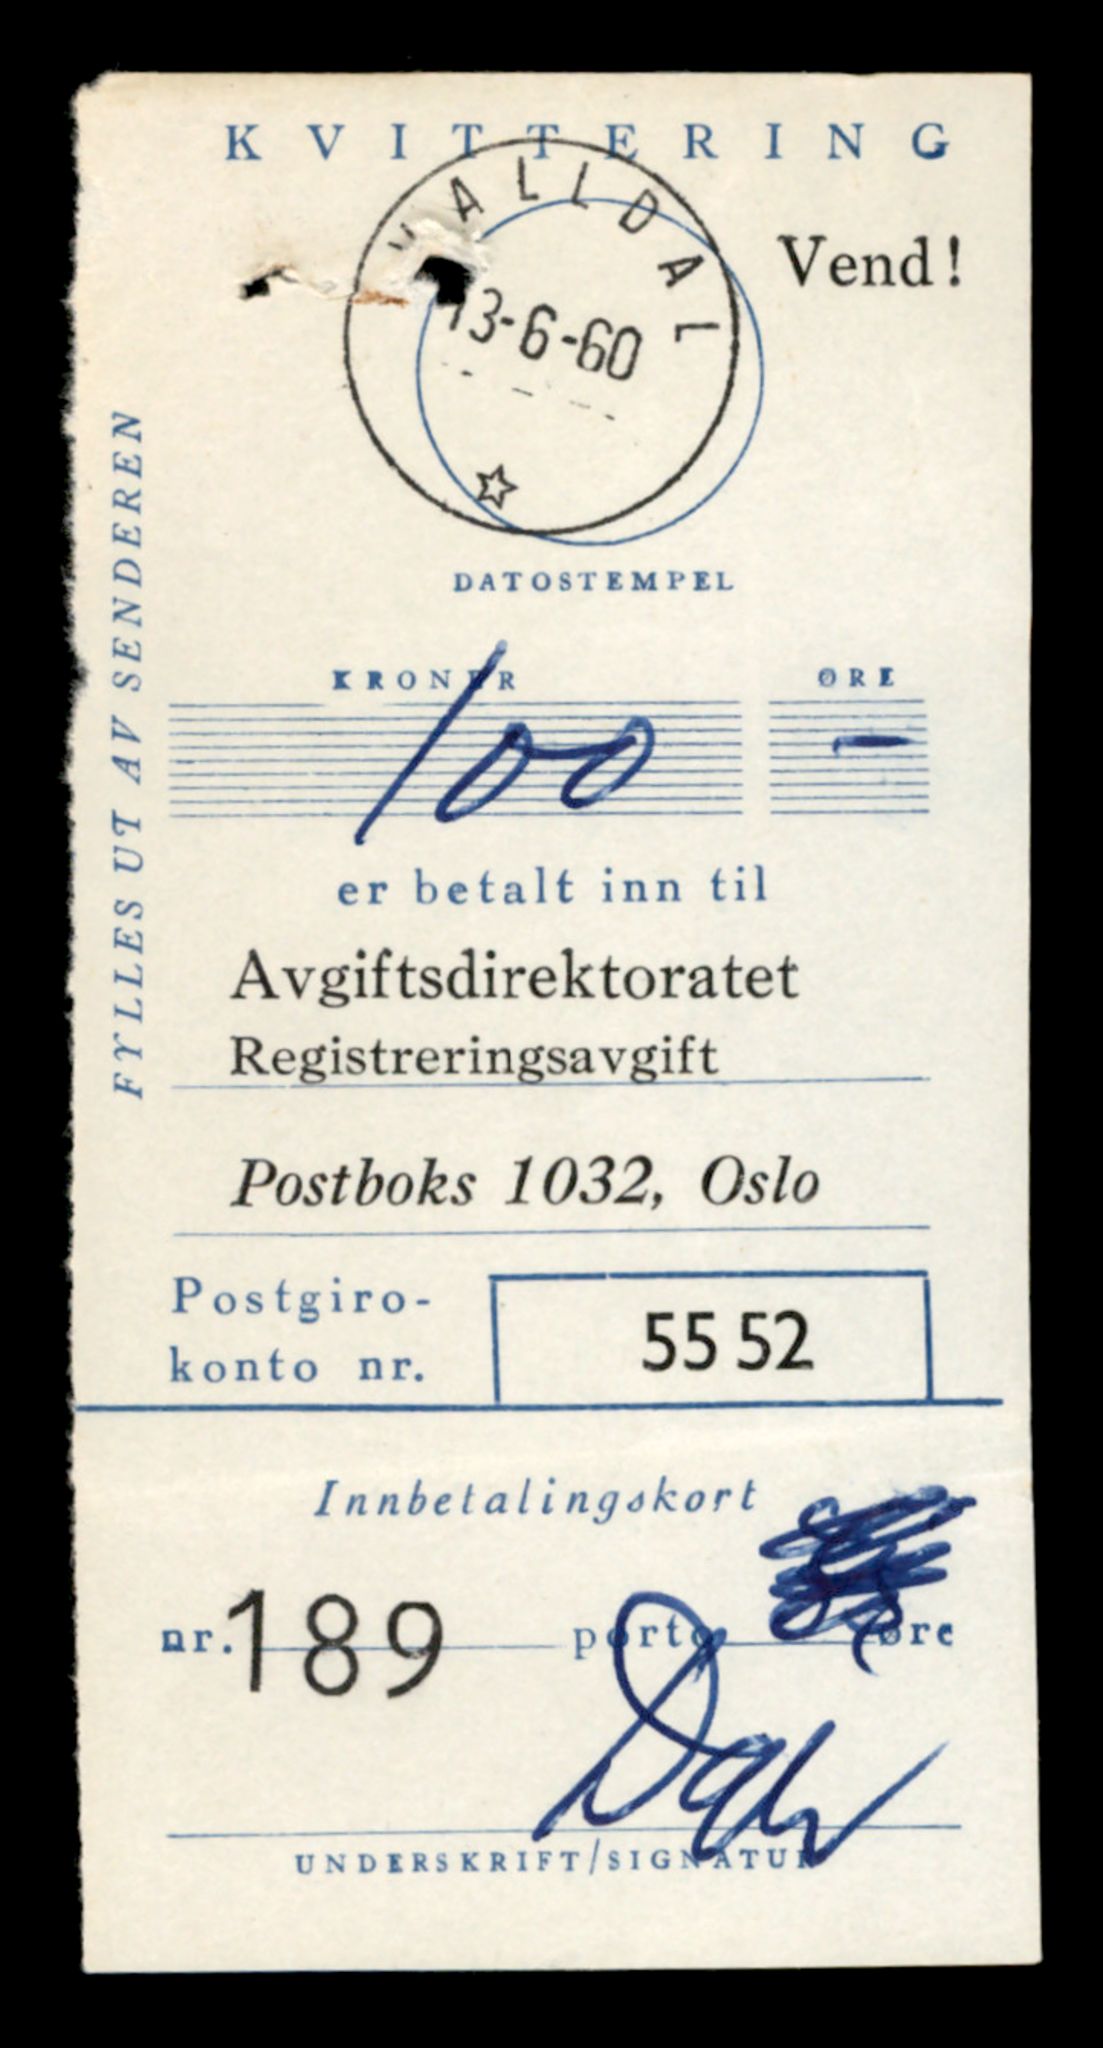 KVITTERING
VALLDAL
Vend!
13-6-60
DATOSTEMPEL
FYLLES UT AV SENDEREN
KRONER ØRE
100 -
er betalt inn til
Avgiftsdirektoratet
Registreringsavgift
Postboks 1032, Oslo
Postgiro-
konto nr.
55 52
Innbetalingskort
nr. 189 porto øre
UNDERSKRIFT/SIGNATUR